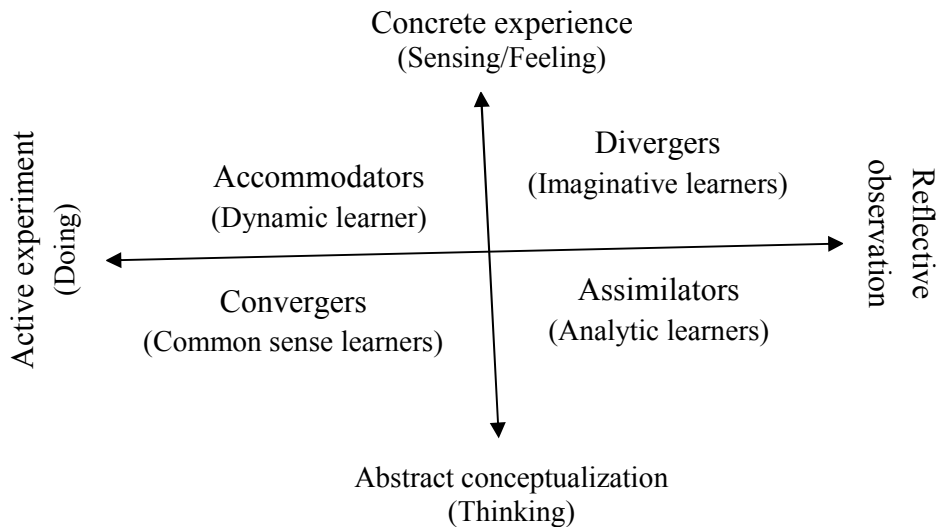 Concrete experience
(Sensing/Feeling)
Active experiment
(Doing)
Accommodators
(Dynamic learner)
Divergers
(Imaginative learners)
Reflective
observation
Convergers
(Common sense learners)
Assimilators
(Analytic learners)
Abstract conceptualization
(Thinking)